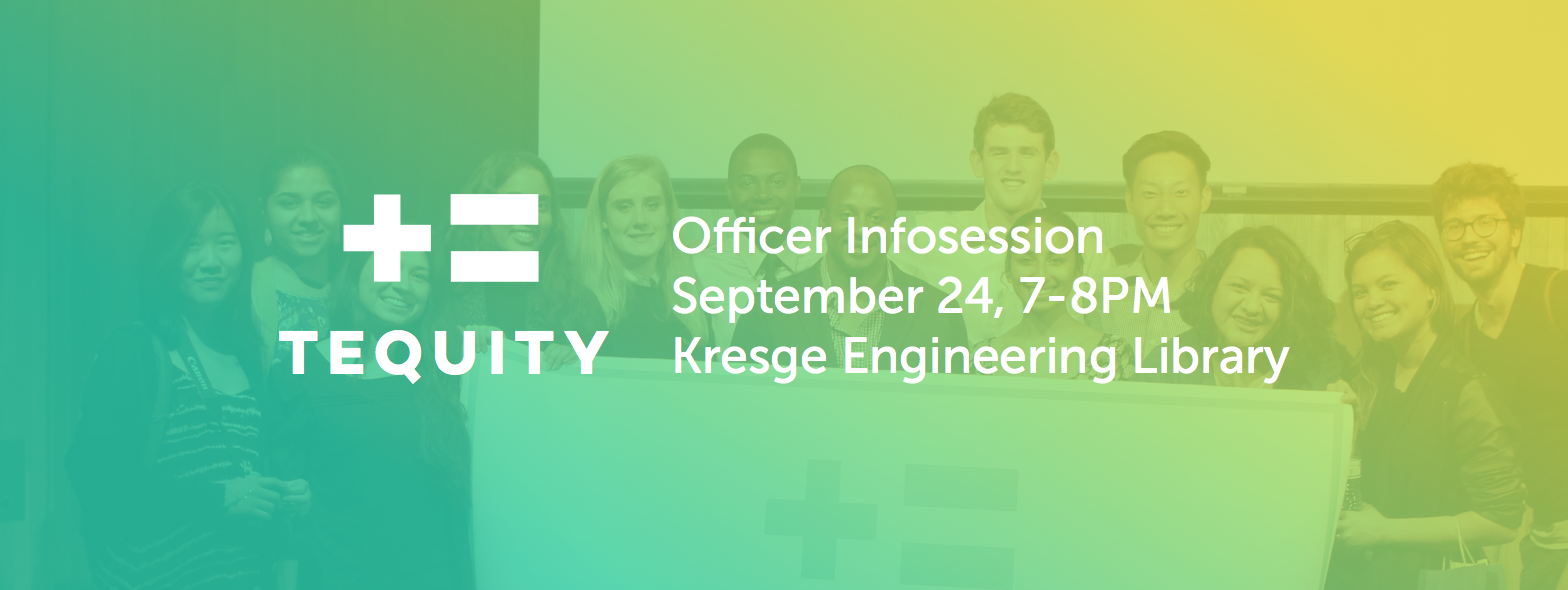 TEQUITY
Officer Infosession
September 24, 7-8PM
Kresge Engineering Library